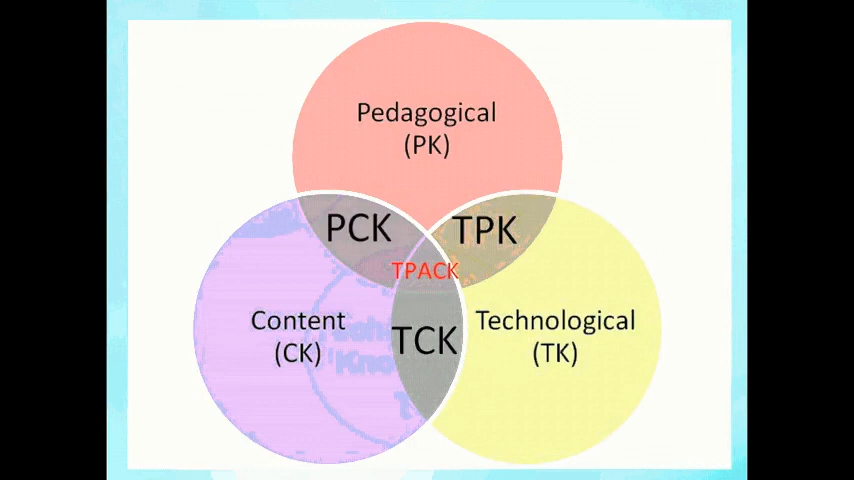 Pedagogical
(PK)
PCK
TPK
TPACK
Content
(CK)
TCK
Technological
(TK)